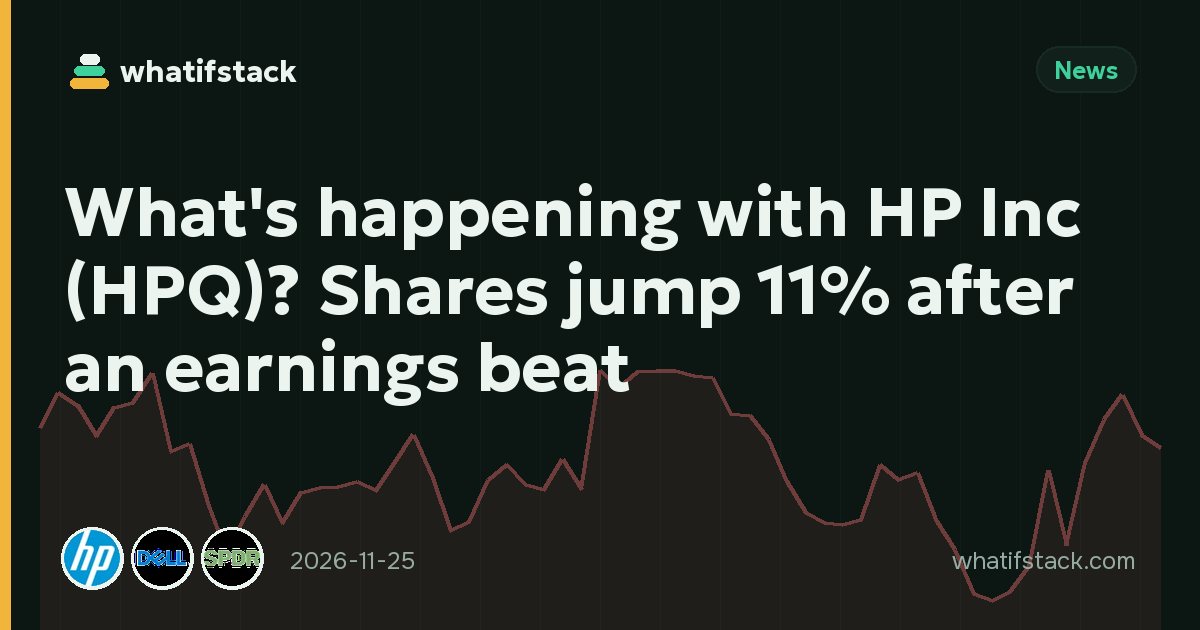 whatifstack
News
What's happening with HP Inc
(HPQ)? Shares jump 11% after
an earnings beat
hp
DELL
SPDR
2026-11-25
whatifstack.com